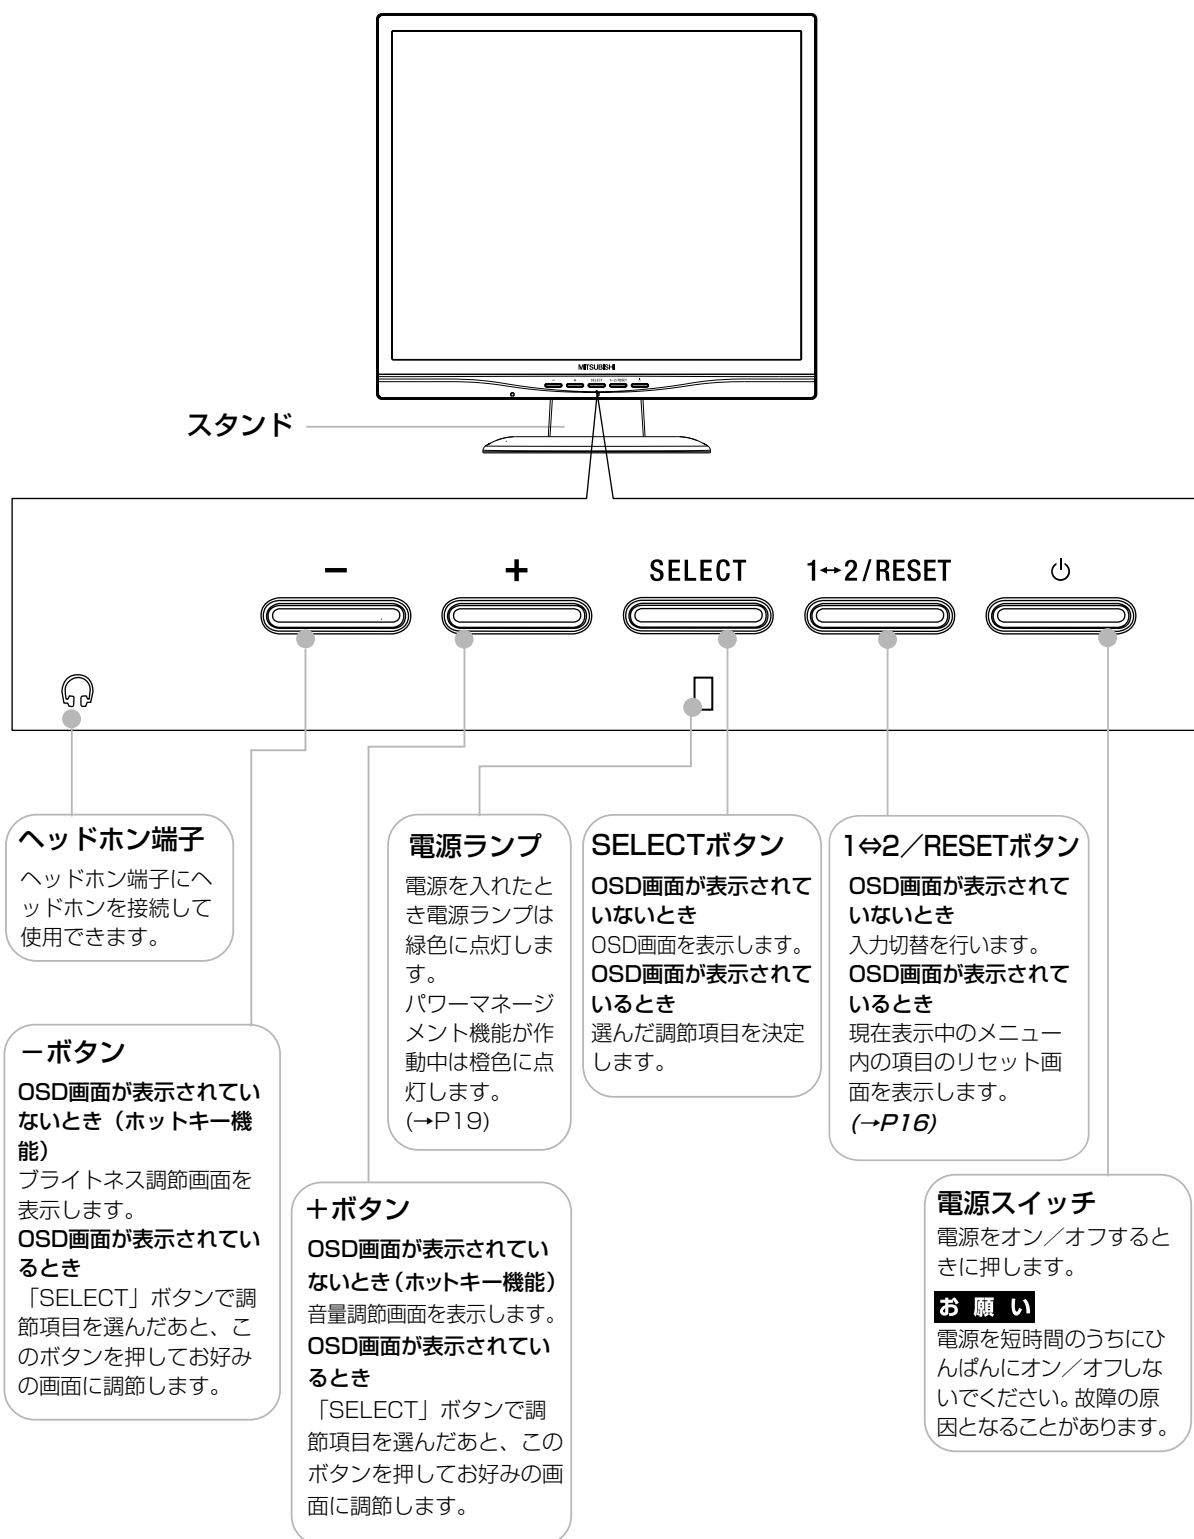 MITSUBISHI
− + SELECT 1↔2/RESET
スタンド
− + SELECT 1↔2/RESET
ヘッドホン端子
ヘッドホン端子にヘ
ッドホンを接続して
使用できます。
−ボタン
OSD画面が表示されてい
ないとき（ホットキー機
能）
ブライトネス調節画面を
表示します。
OSD画面が表示されてい
るとき
「SELECT」ボタンで調
節項目を選んだあと、こ
のボタンを押してお好み
の画面に調節します。
＋ボタン
OSD画面が表示されてい
ないとき（ホットキー機能）
音量調節画面を表示します。
OSD画面が表示されてい
るとき
「SELECT」ボタンで調
節項目を選んだあと、この
ボタンを押してお好みの画
面に調節します。
電源ランプ
電源を入れたと
き電源ランプは
緑色に点灯しま
す。
パワーマネージ
メント機能が作
動中は橙色に点
灯します。
(→P19)
SELECTボタン
OSD画面が表示されて
いないとき
OSD画面を表示します。
OSD画面が表示されて
いるとき
選んだ調節項目を決定
します。
1⇔2／RESETボタン
OSD画面が表示されて
いないとき
入力切替を行います。
OSD画面が表示されて
いるとき
現在表示中のメニュー
内の項目のリセット画
面を表示します。
(→P16)
電源スイッチ
電源をオン／オフすると
きに押します。
お願い
電源を短時間のうちにひ
んぱんにオン／オフしな
いでください。故障の原
因となることがあります。